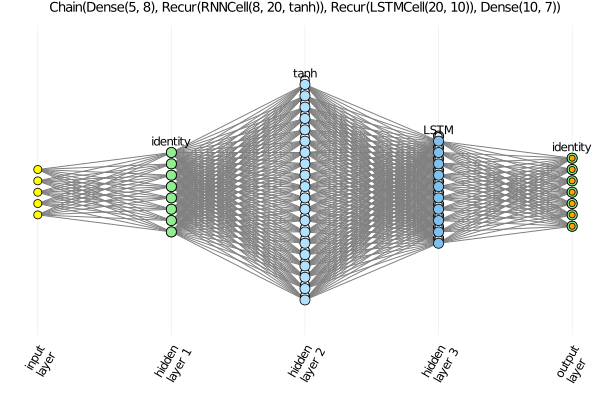 Chain(Dense(5, 8), Recur(RNNCell(8, 20, tanh)), Recur(LSTMCell(20, 10)), Dense(10, 7))
tanh
LSTM
identity
identity
input
layer
hidden
layer 1
hidden
layer 2
hidden
layer 3
output
layer